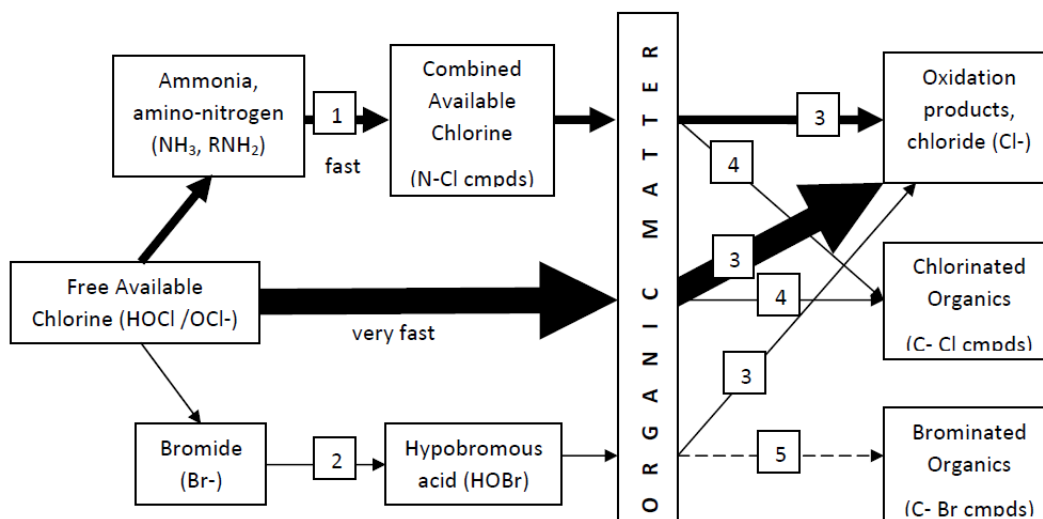 Ammonia,
amino-nitrogen
(NH₃, RNH₂)
1
fast
Combined
Available
Chlorine
(N-Cl cmpds)
Free Available
Chlorine (HOCl /OCl-)
very fast
Bromide
(Br-)
2
Hypobromous
acid (HOBr)
ORGANIC MATTER
3
4
3
4
3
5
Oxidation
products,
chloride (Cl-)
Chlorinated
Organics
(C- Cl cmpds)
Brominated
Organics
(C- Br cmpds)